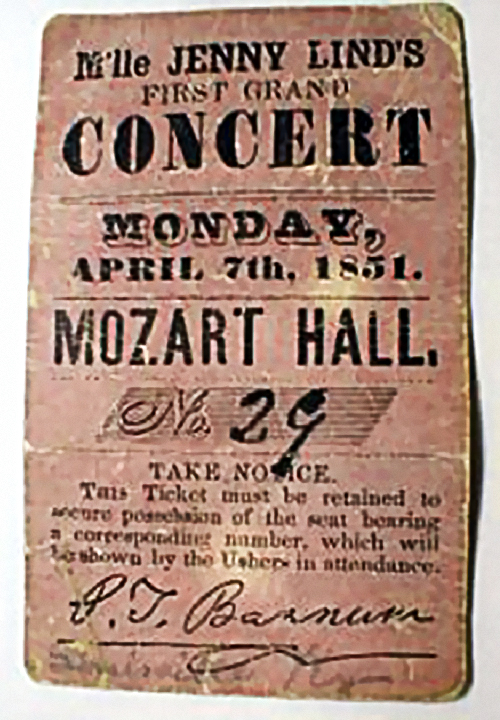 M'lle JENNY LIND'S
FIRST GRAND
CONCERT
MONDAY,
APRIL 7th, 1851.
MOZART HALL.
No. 29
TAKE NOTICE.
This Ticket must be retained to
secure possession of the seat bearing
a corresponding number, which will
be shown by the Ushers in attendance.
P. T. Barnum